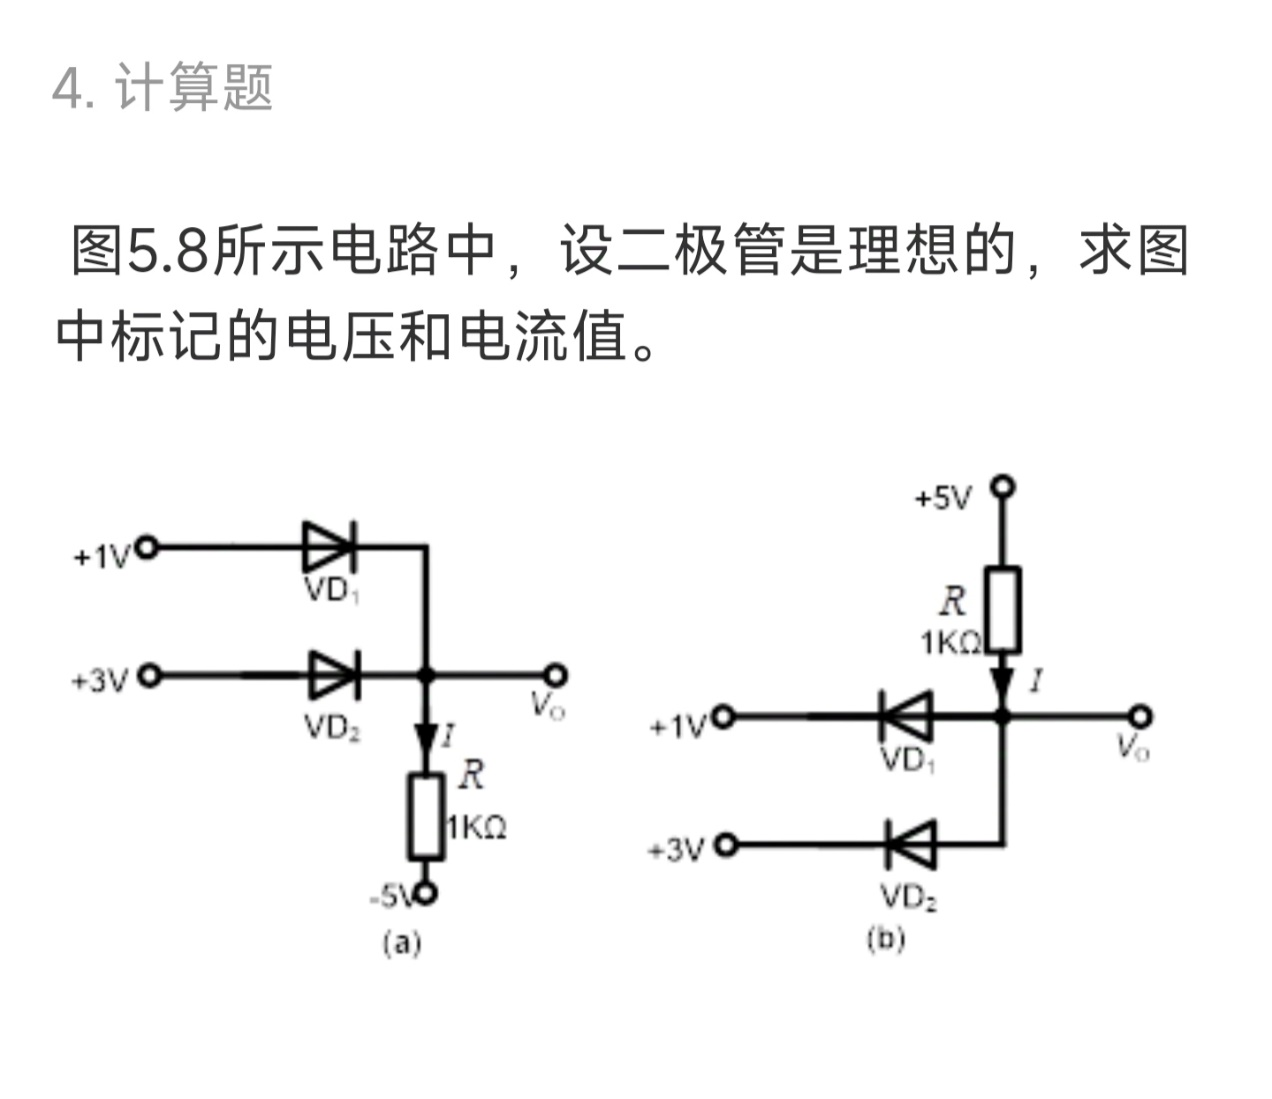 4. 计算题
图5.8所示电路中，设二极管是理想的，求图
中标记的电压和电流值。
+5V
+1V
VD₁
R
1KΩ
I
+3V
VD₂
V₀
I
R
1KΩ
-5V
(a)
+1V
VD₁
V₀
+3V
VD₂
(b)